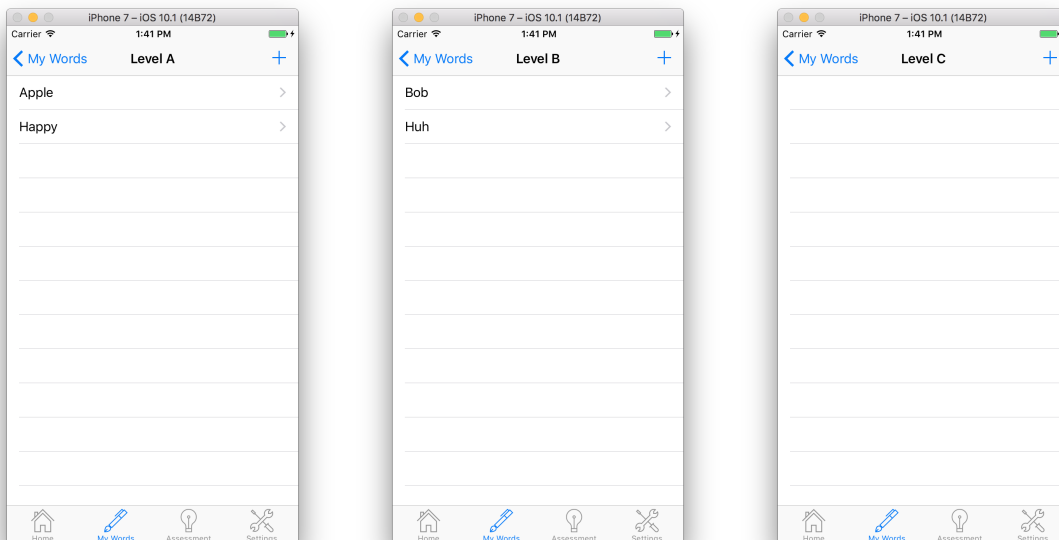 iPhone 7 – iOS 10.1 (14B72)
Carrier 1:41 PM
My Words Level A +
Apple
Happy
Home My Words Assessment Settings
iPhone 7 – iOS 10.1 (14B72)
Carrier 1:41 PM
My Words Level B +
Bob
Huh
Home My Words Assessment Settings
iPhone 7 – iOS 10.1 (14B72)
Carrier 1:41 PM
My Words Level C +
Home My Words Assessment Settings